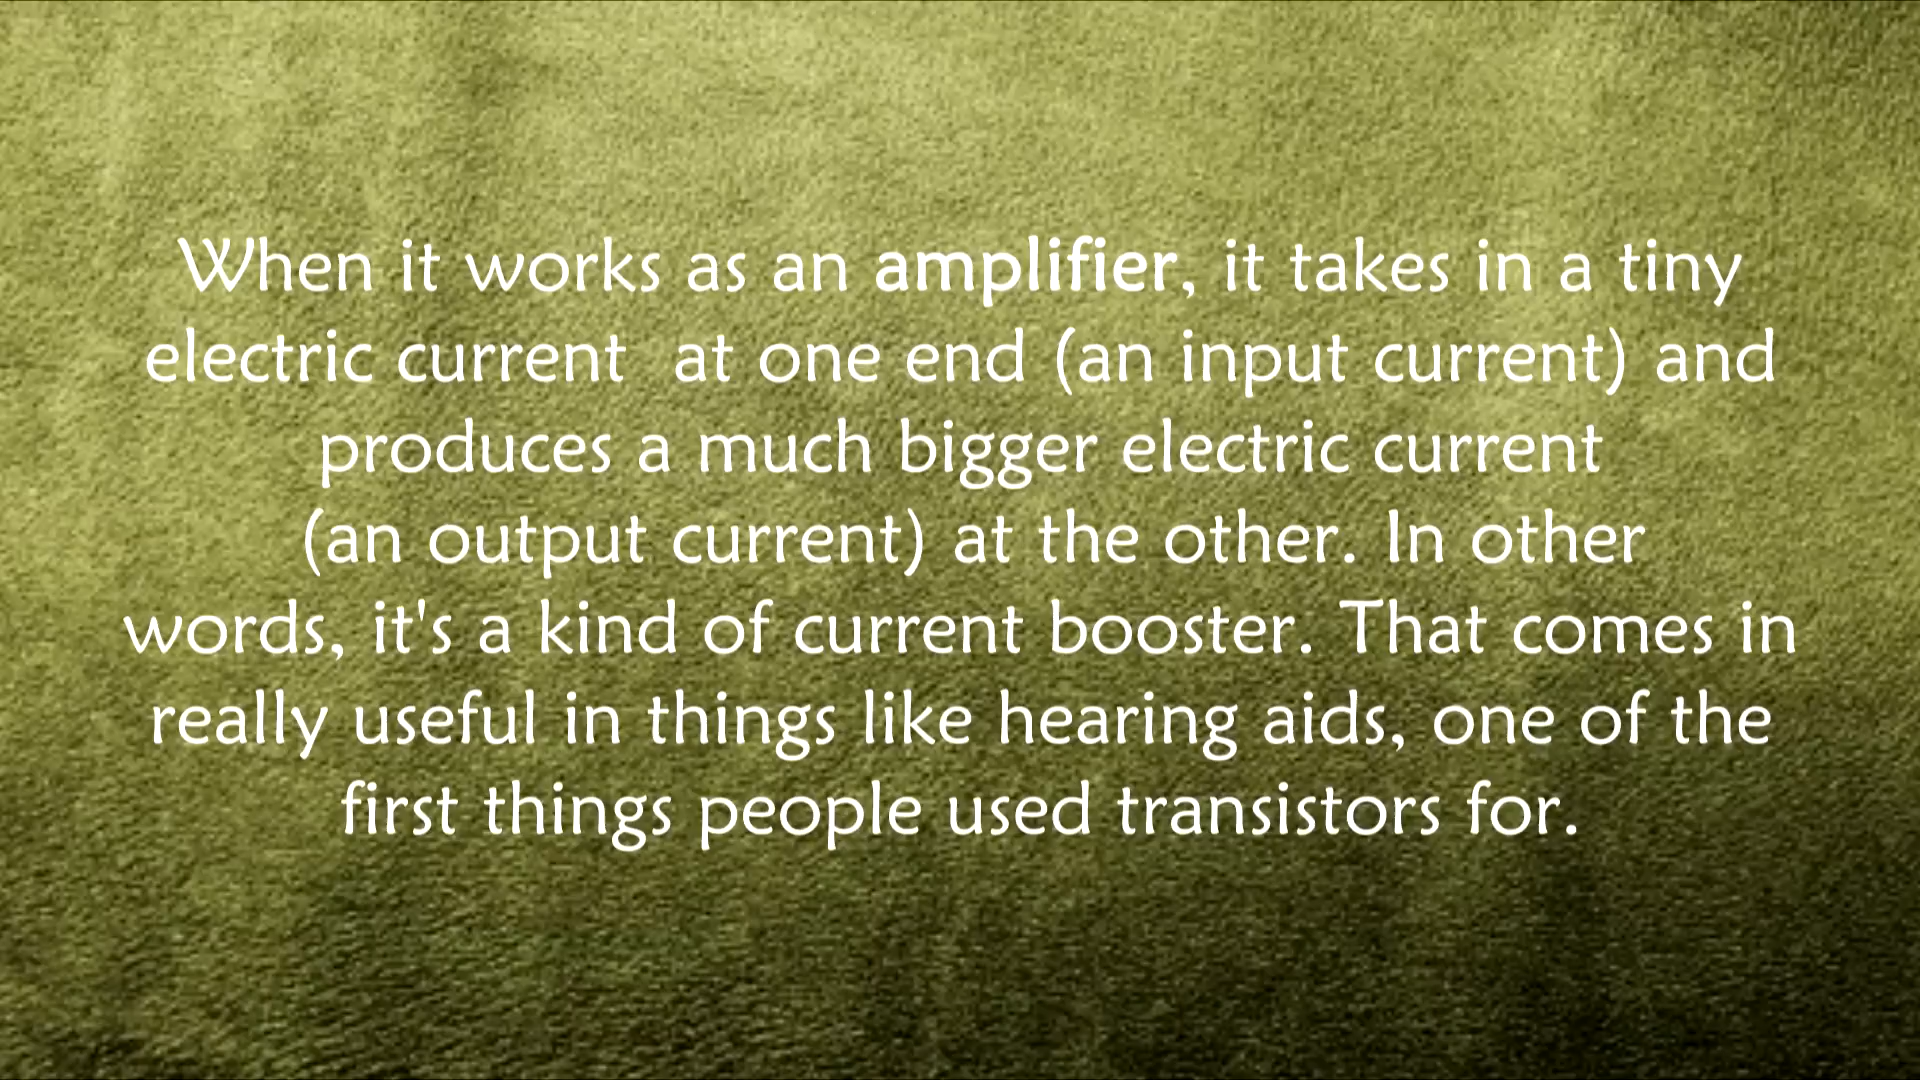 When it works as an amplifier, it takes in a tiny
electric current  at one end (an input current) and
produces a much bigger electric current
(an output current) at the other. In other
words, it's a kind of current booster. That comes in
really useful in things like hearing aids, one of the
first things people used transistors for.